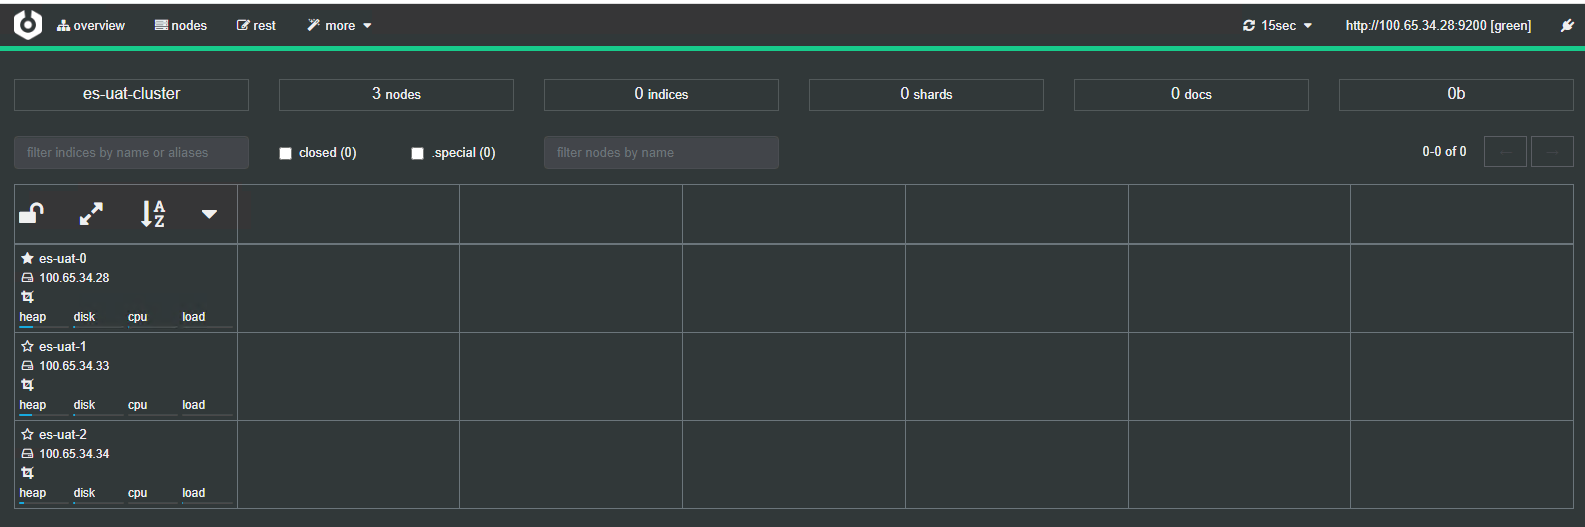 overview nodes rest more 15sec http://100.65.34.28:9200 [green]
es-uat-cluster 3 nodes 0 indices 0 shards 0 docs 0b
filter indices by name or aliases closed (0) .special (0) filter nodes by name 0-0 of 0
es-uat-0
100.65.34.28
heap disk cpu load
es-uat-1
100.65.34.33
heap disk cpu load
es-uat-2
100.65.34.34
heap disk cpu load